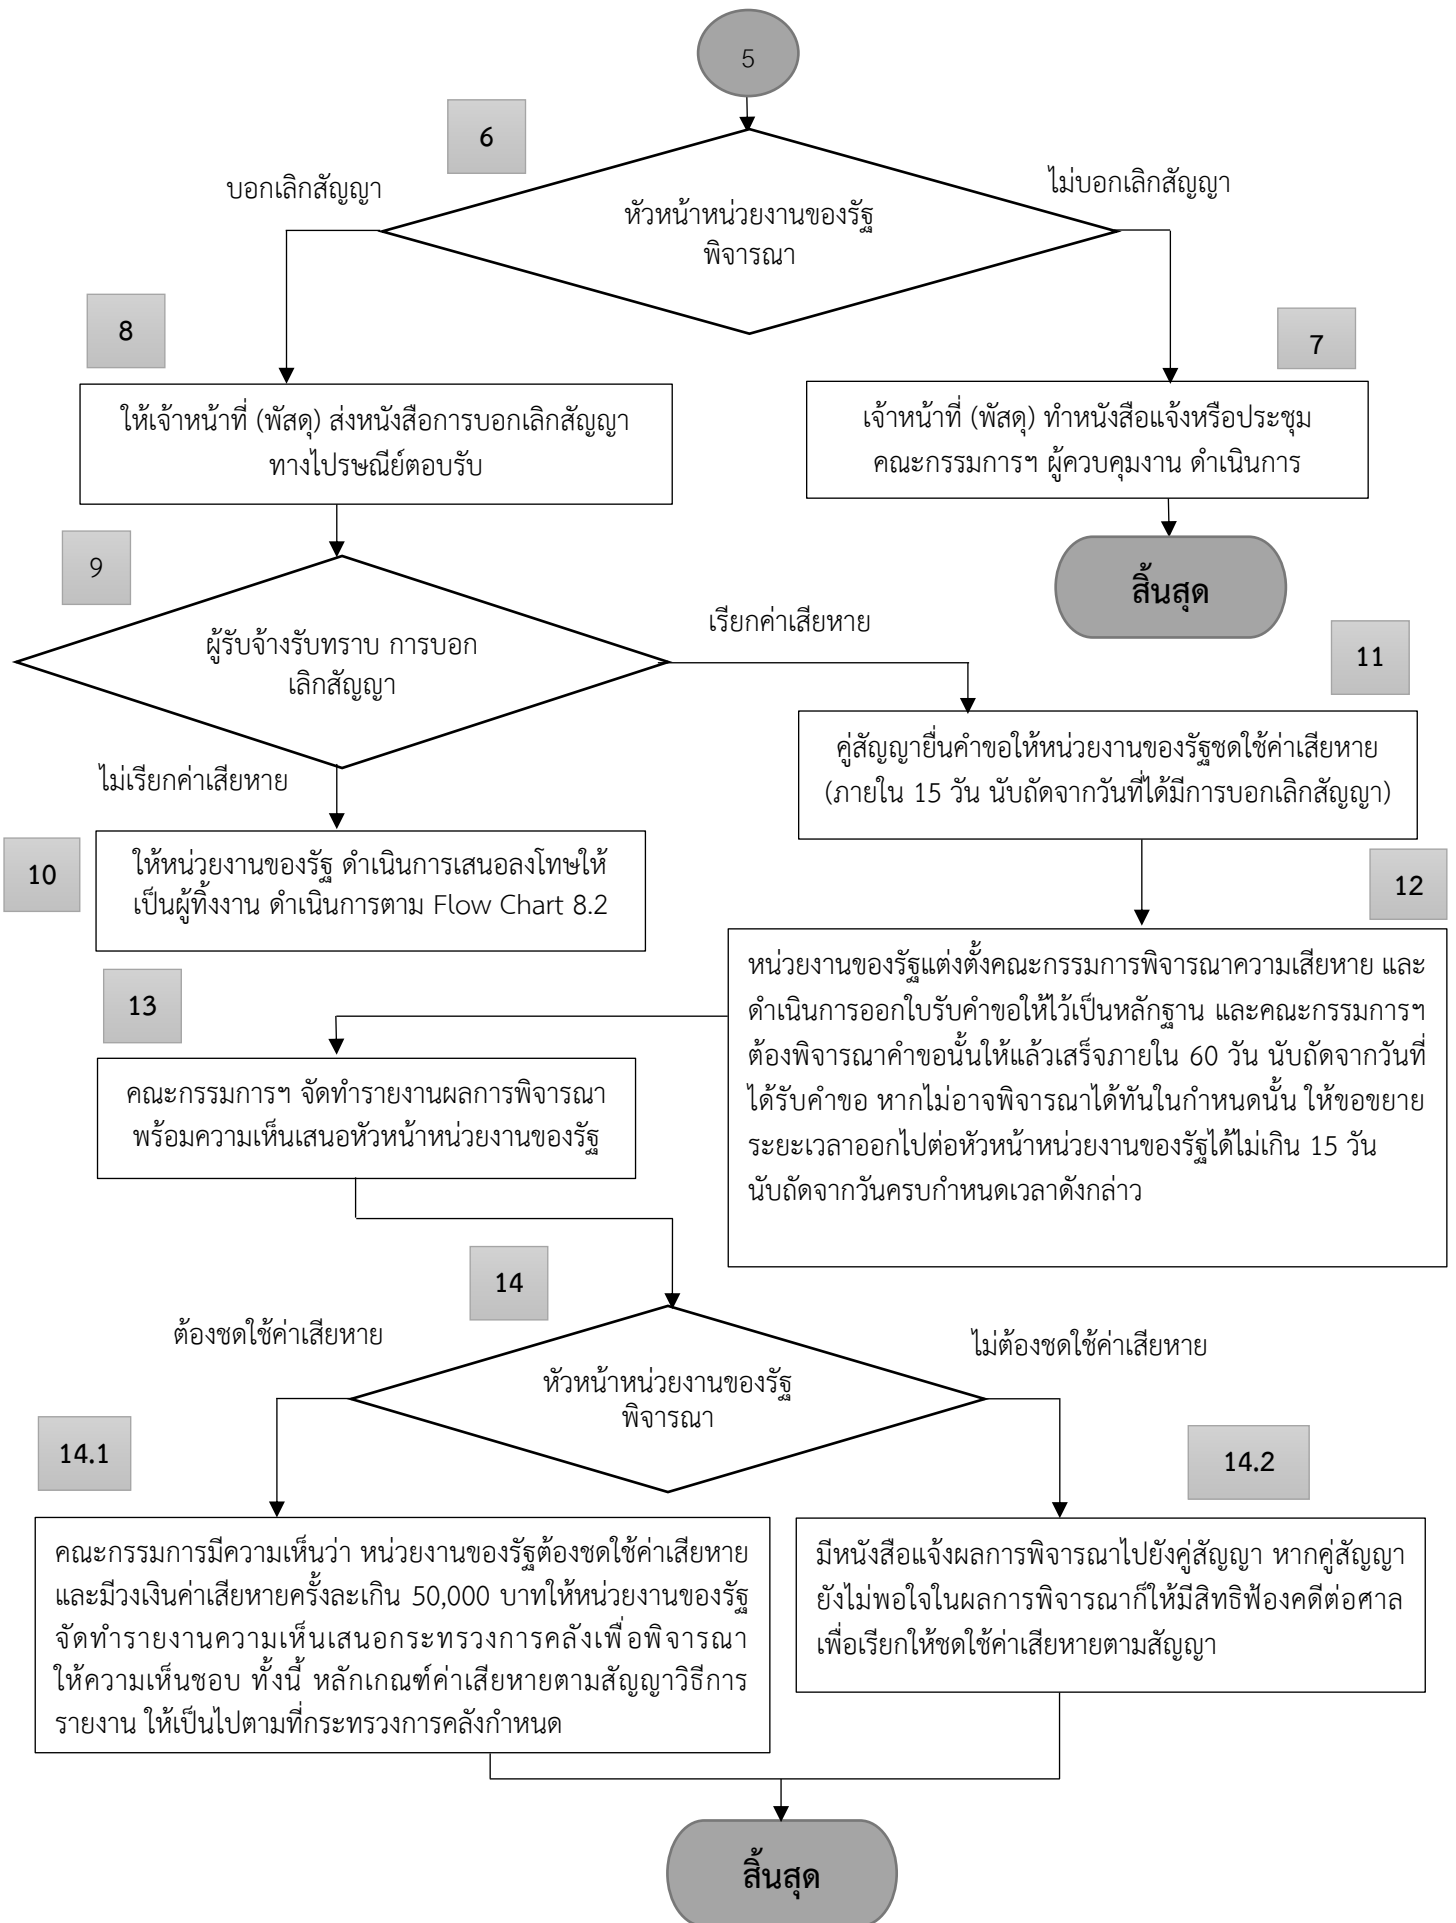 5
6
บอกเลิกสัญญา
ไม่บอกเลิกสัญญา
หัวหน้าหน่วยงานของรัฐ
พิจารณา
8
7
ให้เจ้าหน้าที่ (พัสดุ) ส่งหนังสือการบอกเลิกสัญญา
ทางไปรษณีย์ตอบรับ
เจ้าหน้าที่ (พัสดุ) ทำหนังสือแจ้งหรือประชุม
คณะกรรมการฯ ผู้ควบคุมงาน ดำเนินการ
9
สิ้นสุด
ผู้รับจ้างรับทราบ การบอก
เลิกสัญญา
เรียกค่าเสียหาย
11
ไม่เรียกค่าเสียหาย
คู่สัญญายื่นคำขอให้หน่วยงานของรัฐชดใช้ค่าเสียหาย
(ภายใน 15 วัน นับถัดจากวันที่ได้มีการบอกเลิกสัญญา)
10
ให้หน่วยงานของรัฐ ดำเนินการเสนอลงโทษให้
เป็นผู้ทิ้งงาน ดำเนินการตาม Flow Chart 8.2
12
หน่วยงานของรัฐแต่งตั้งคณะกรรมการพิจารณาความเสียหาย และ
ดำเนินการออกใบรับคำขอให้ไว้เป็นหลักฐาน และคณะกรรมการฯ
ต้องพิจารณาคำขอนั้นให้แล้วเสร็จภายใน 60 วัน นับถัดจากวันที่
ได้รับคำขอ หากไม่อาจพิจารณาได้ทันในกำหนดนั้น ให้ขอขยาย
ระยะเวลาออกไปต่อหัวหน้าหน่วยงานของรัฐได้ไม่เกิน 15 วัน
นับถัดจากวันครบกำหนดเวลาดังกล่าว
13
คณะกรรมการฯ จัดทำรายงานผลการพิจารณา
พร้อมความเห็นเสนอหัวหน้าหน่วยงานของรัฐ
14
ต้องชดใช้ค่าเสียหาย
ไม่ต้องชดใช้ค่าเสียหาย
หัวหน้าหน่วยงานของรัฐ
พิจารณา
14.1
14.2
คณะกรรมการมีความเห็นว่า หน่วยงานของรัฐต้องชดใช้ค่าเสียหาย
และมีวงเงินค่าเสียหายครั้งละเกิน 50,000 บาทให้หน่วยงานของรัฐ
จัดทำรายงานความเห็นเสนอกระทรวงการคลังเพื่อพิจารณา
ให้ความเห็นชอบ ทั้งนี้ หลักเกณฑ์ค่าเสียหายตามสัญญาวิธีการ
รายงาน ให้เป็นไปตามที่กระทรวงการคลังกำหนด
มีหนังสือแจ้งผลการพิจารณาไปยังคู่สัญญา หากคู่สัญญา
ยังไม่พอใจในผลการพิจารณาก็ให้มีสิทธิฟ้องคดีต่อศาล
เพื่อเรียกให้ชดใช้ค่าเสียหายตามสัญญา
สิ้นสุด